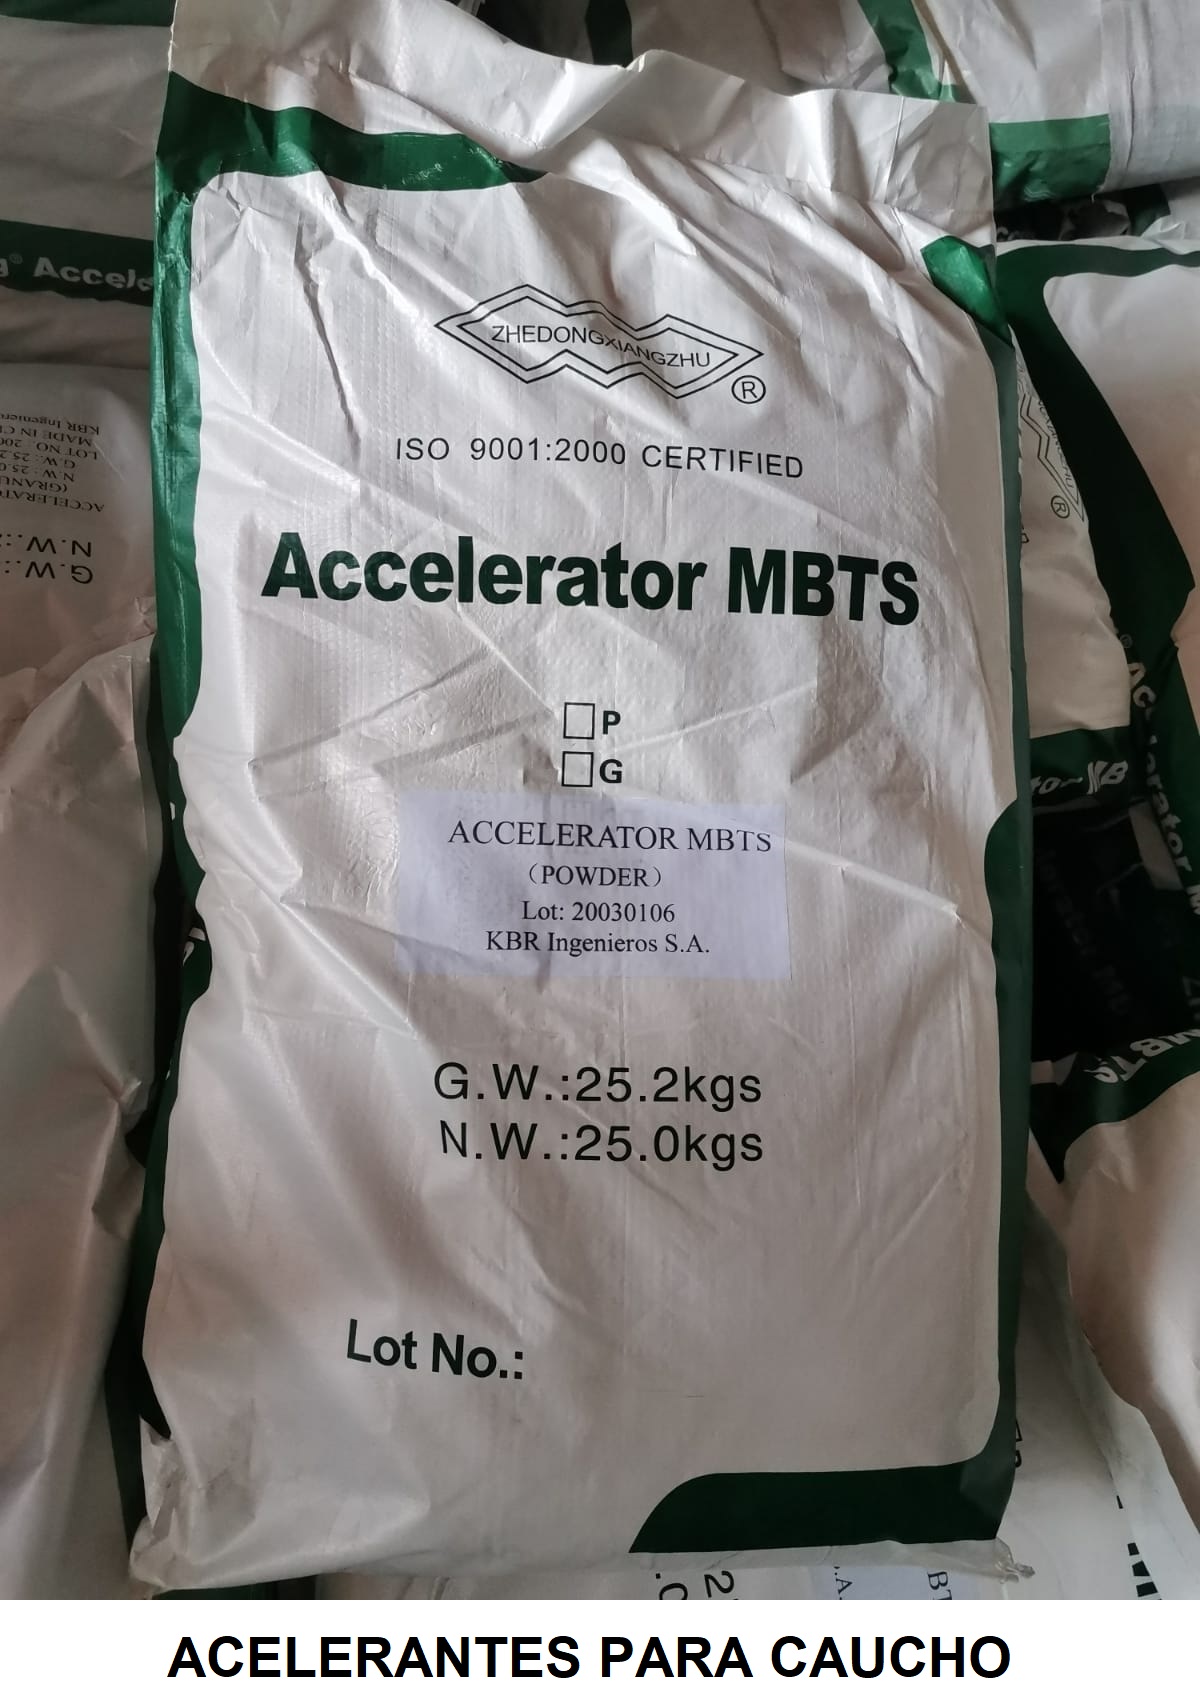 ZHEDONGXIANGZHU
®
ISO 9001:2000 CERTIFIED
Accelerator MBTS
P
G
ACCELERATOR MBTS
（POWDER）
Lot: 20030106
KBR Ingenieros S.A.
G.W.:25.2kgs
N.W.:25.0kgs
Lot No.:
ACELERANTES PARA CAUCHO